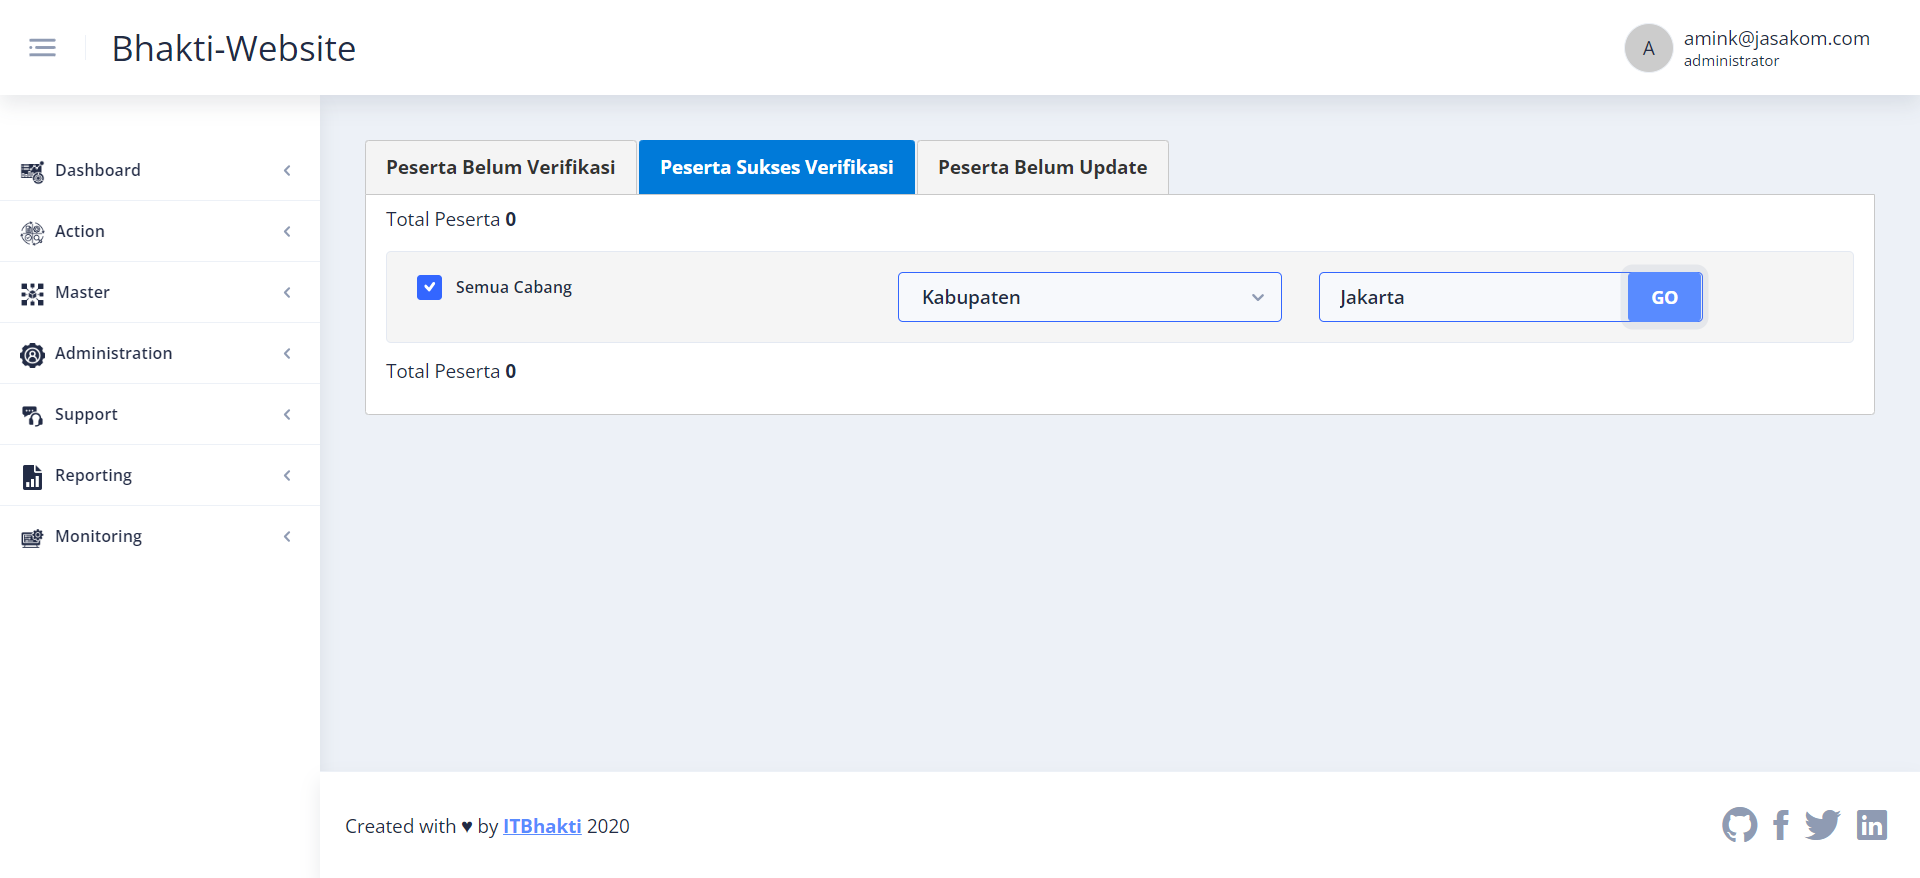 Bhakti-Website
A
amink@jasakom.com
administrator
Dashboard
Action
Master
Administration
Support
Reporting
Monitoring
Peserta Belum Verifikasi
Peserta Sukses Verifikasi
Peserta Belum Update
Total Peserta 0
Semua Cabang
Kabupaten
Jakarta
GO
Total Peserta 0
Created with ♥ by ITBhakti 2020